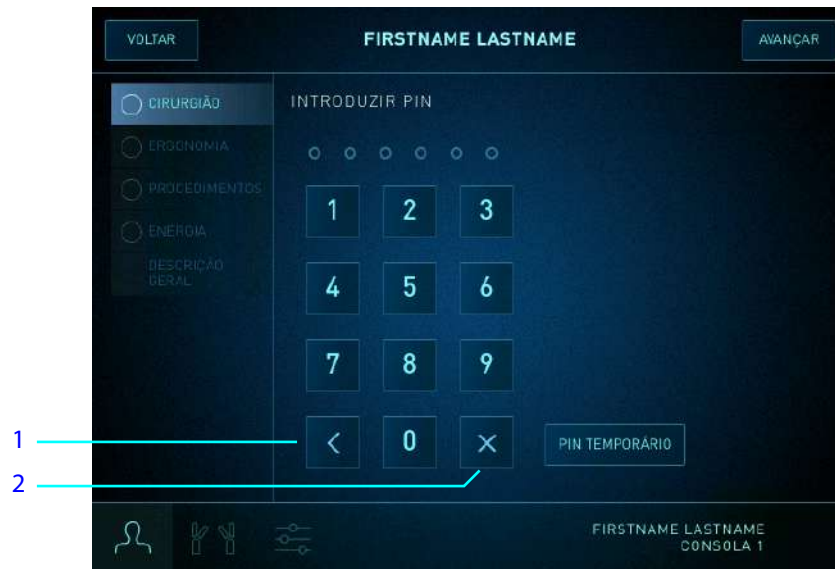 VOLTAR
FIRSTNAME LASTNAME
AVANÇAR
CIRURGIÃO
INTRODUZIR PIN
ERGONOMIA
PROCEDIMENTOS
ENERGIA
DESCRIÇÃO
GERAL
1 2 3
4 5 6
7 8 9
< 0 X
PIN TEMPORÁRIO
1
2
FIRSTNAME LASTNAME
CONSOLA 1